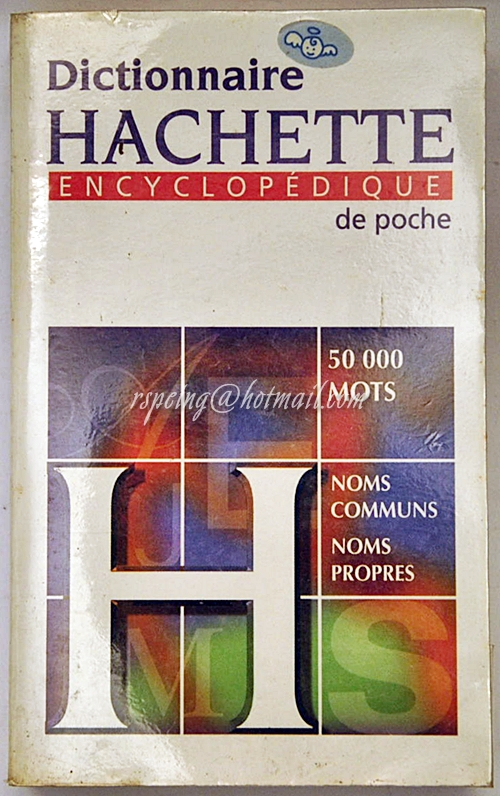 Dictionnaire
HACHETTE
ENCYCLOPÉDIQUE
de poche
50 000
MOTS
rspeing@hotmail.com
NOMS
COMMUNS
NOMS
PROPRES
H
J
E
M
S